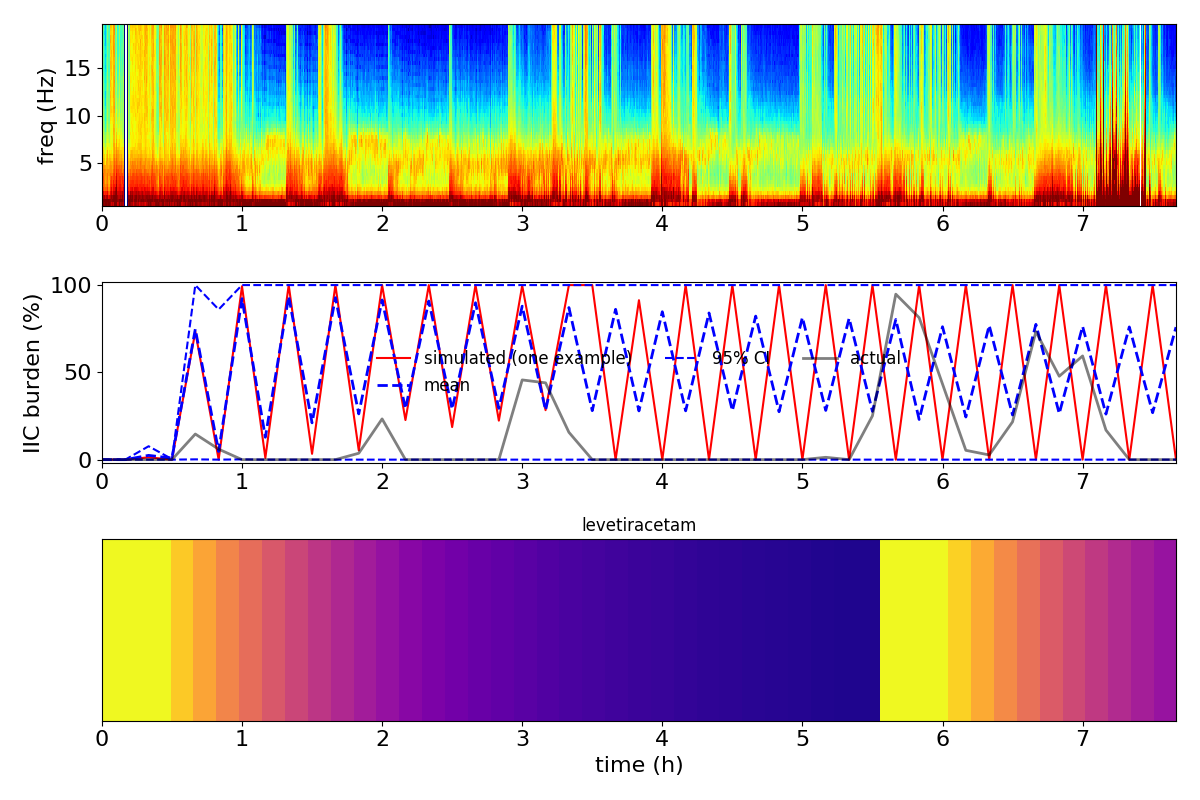 freq (Hz)
15
10
5
0 1 2 3 4 5 6 7
IIC burden (%)
100
50
0
simulated (one example) 95% CI actual
mean
0 1 2 3 4 5 6 7
levetiracetam
0 1 2 3 4 5 6 7
time (h)